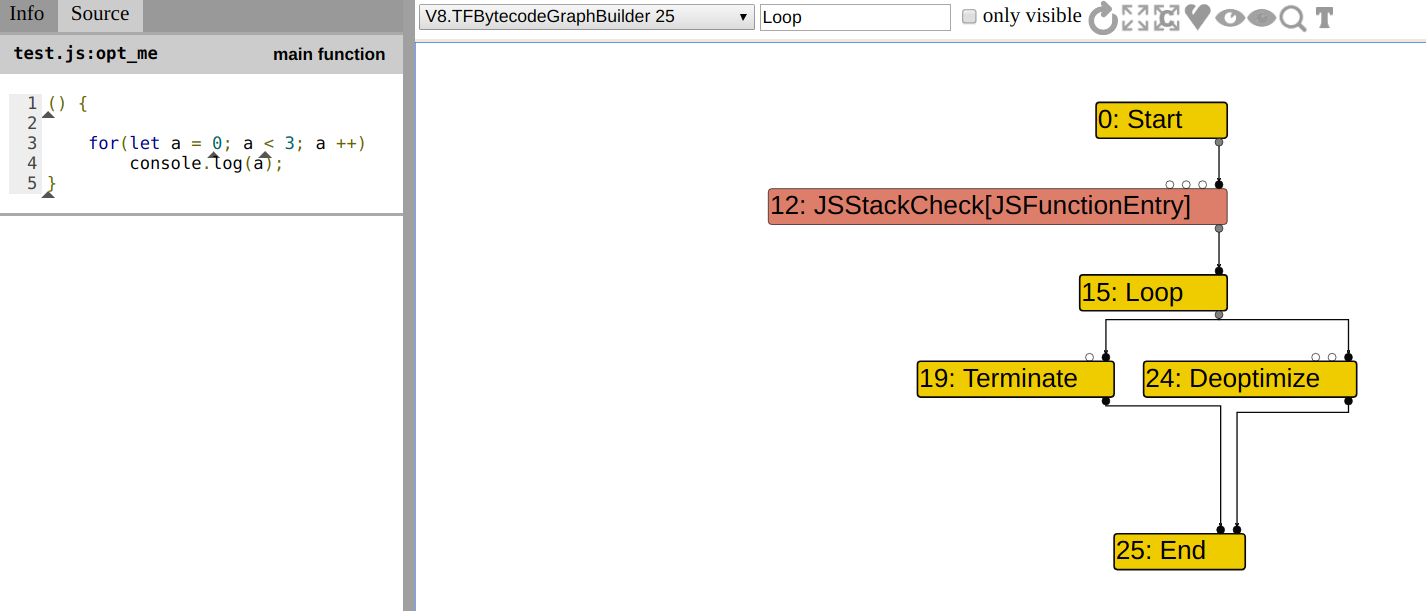 Info Source
V8.TFBytecodeGraphBuilder 25 Loop only visible T
test.js:opt_me main function
1 () {
2
3 for(let a = 0; a < 3; a ++)
4 console.log(a);
5 }
0: Start
12: JSStackCheck[JSFunctionEntry]
15: Loop
19: Terminate 24: Deoptimize
25: End